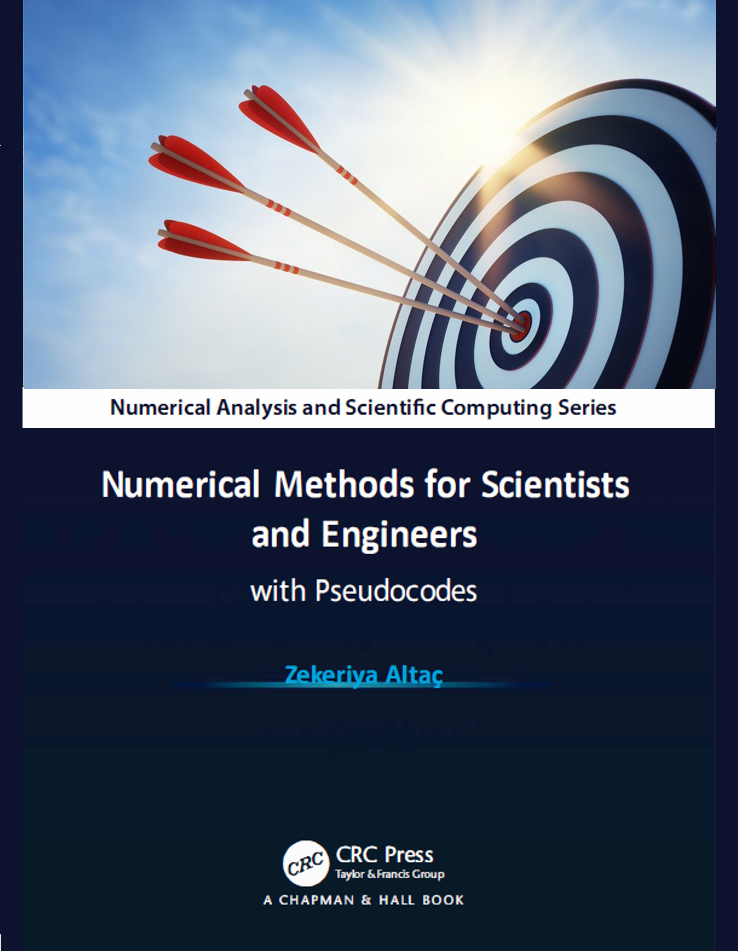 Numerical Analysis and Scientific Computing Series
Numerical Methods for Scientists
and Engineers
with Pseudocodes
Zekeriya Altaç
CRC
CRC Press
Taylor & Francis Group
A CHAPMAN & HALL BOOK